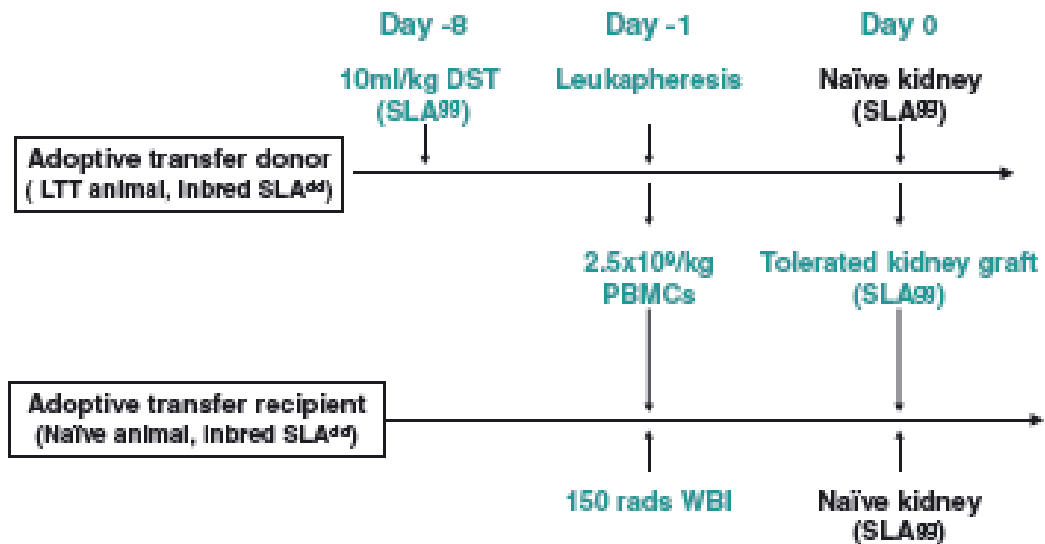 Day -8 Day -1 Day 0
10ml/kg DST Leukapheresis Naïve kidney
(SLAᵍᵍ) (SLAᵍᵍ)
Adoptive transfer donor
( LTT animal, Inbred SLAᵈᵈ)
2.5x10⁹/kg Tolerated kidney graft
PBMCs (SLAᵍᵍ)
Adoptive transfer recipient
(Naïve animal, Inbred SLAᵈᵈ)
150 rads WBI Naïve kidney
(SLAᵍᵍ)